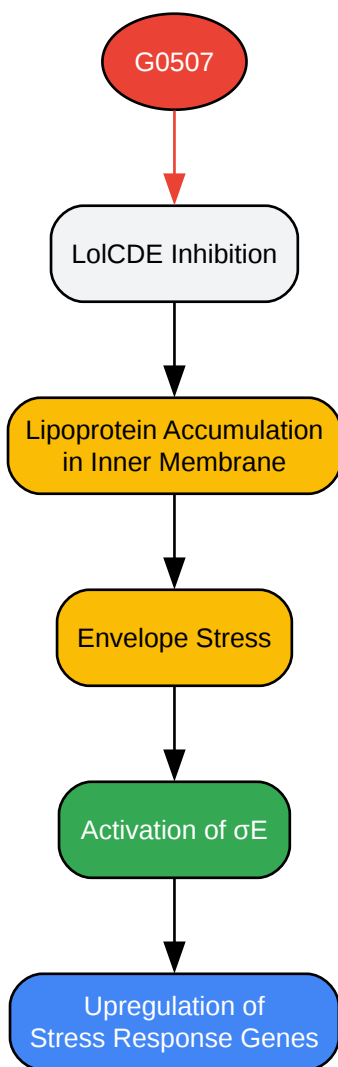 G0507
LolCDE Inhibition
Lipoprotein Accumulation
in Inner Membrane
Envelope Stress
Activation of σE
Upregulation of
Stress Response Genes